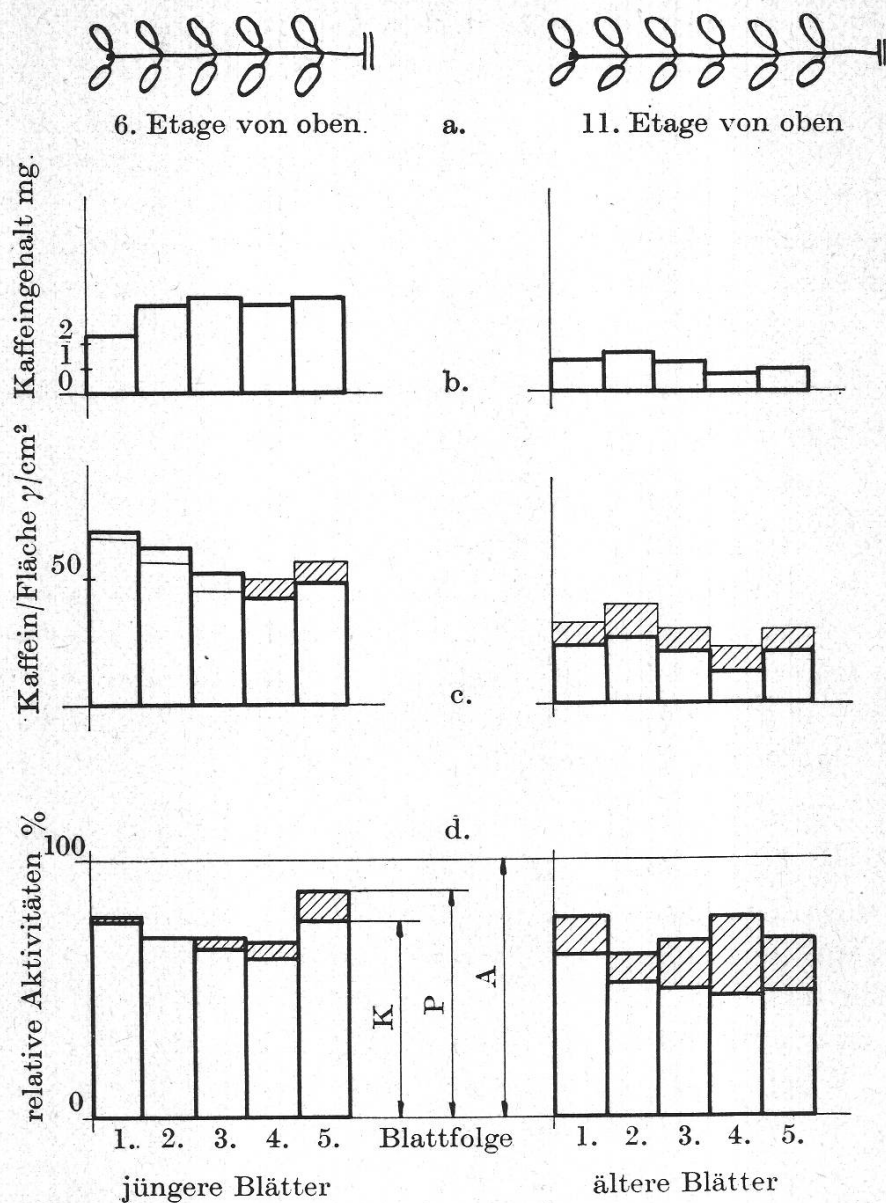 6. Etage von oben. a. 11. Etage von oben
Kaffeingehalt mg.
2
1
0
b.
Kaffein/Fläche γ/cm²
50
c.
d.
relative Aktivitäten %
100
K
P
A
0
1. 2. 3. 4. 5. Blattfolge 1. 2. 3. 4. 5.
jüngere Blätter ältere Blätter